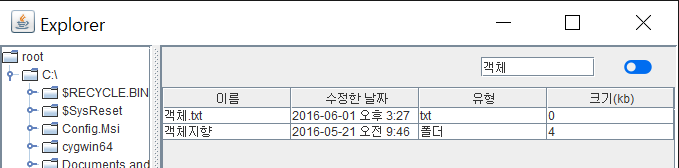 Explorer
root
C:\
$RECYCLE.BIN
$SysReset
Config.Msi
cygwin64
Documents and
객체
이름 수정한 날짜 유형 크기(kb)
객체.txt 2016-06-01 오후 3:27 txt 0
객체지향 2016-05-21 오전 9:46 폴더 4